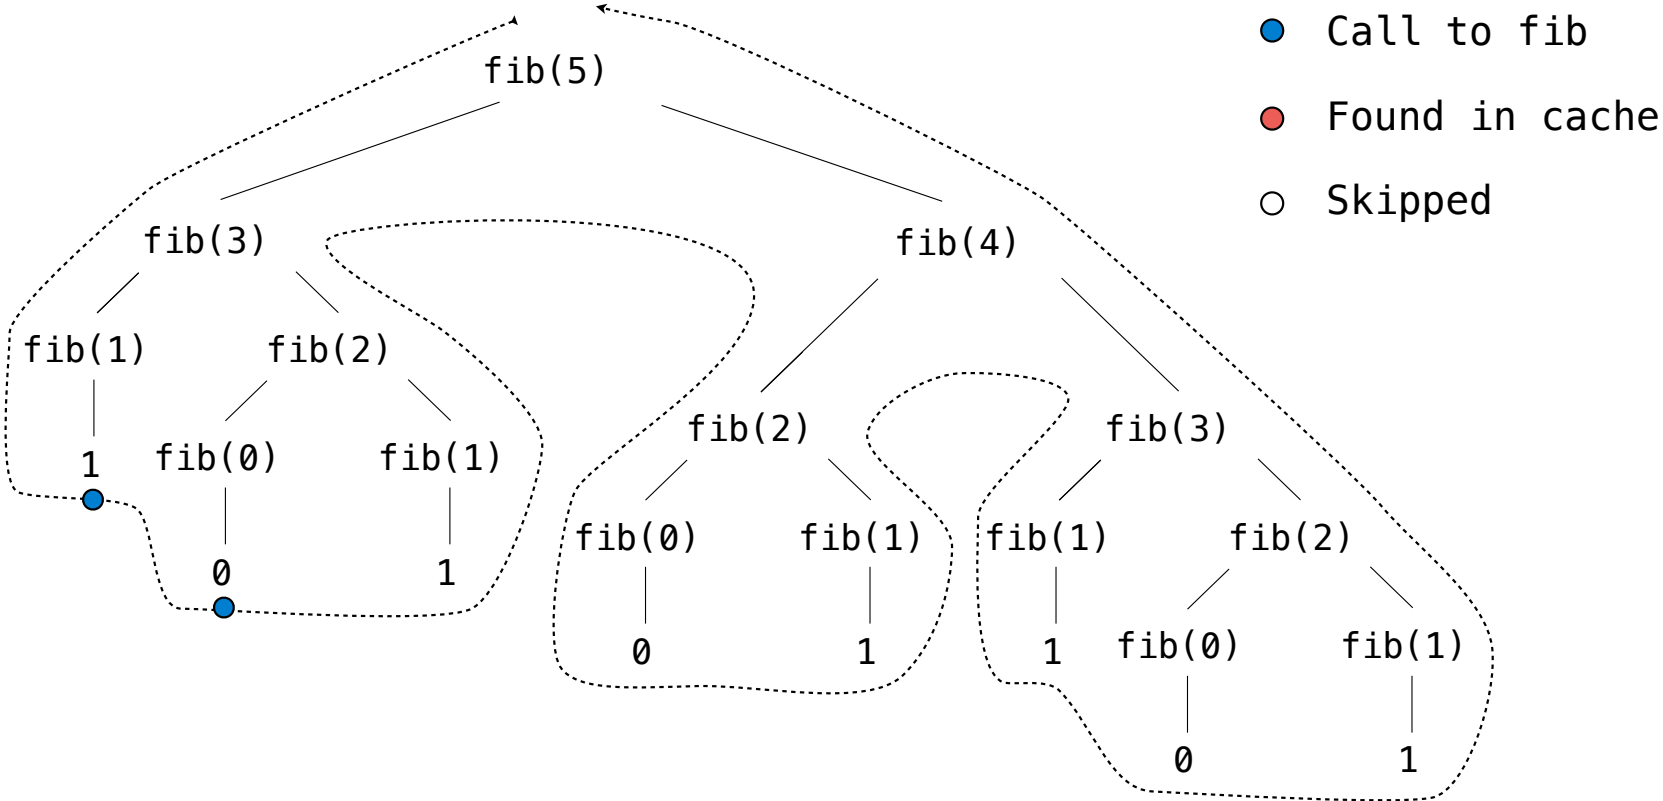 fib(5)
Call to fib
Found in cache
Skipped
fib(3)
fib(4)
fib(1)
fib(2)
1
fib(0)
fib(1)
0
1
fib(2)
fib(3)
fib(0)
fib(1)
fib(1)
fib(2)
0
1
1
fib(0)
fib(1)
0
1